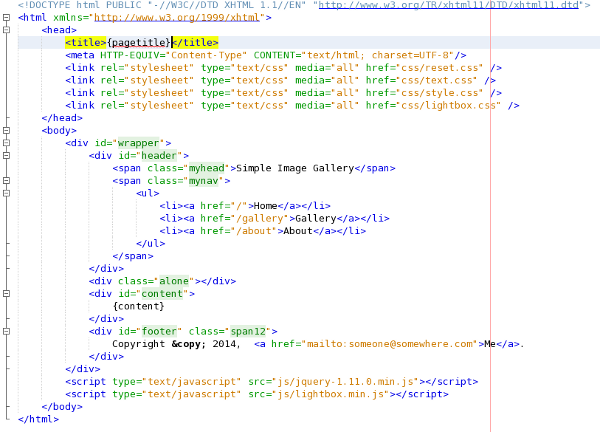 <!DOCTYPE html PUBLIC "-//W3C//DTD XHTML 1.1//EN" "http://www.w3.org/TR/xhtml11/DTD/xhtml11.dtd">
<html xmlns="http://www.w3.org/1999/xhtml">
<head>
<title>{pagetitle}</title>
<meta HTTP-EQUIV="Content-Type" CONTENT="text/html; charset=UTF-8"/>
<link rel="stylesheet" type="text/css" media="all" href="css/reset.css" />
<link rel="stylesheet" type="text/css" media="all" href="css/text.css" />
<link rel="stylesheet" type="text/css" media="all" href="css/style.css" />
<link rel="stylesheet" type="text/css" media="all" href="css/lightbox.css" />
</head>
<body>
<div id="wrapper">
<div id="header">
<span class="myhead">Simple Image Gallery</span>
<span class="mynav">
<ul>
<li><a href="/">Home</a></li>
<li><a href="/gallery">Gallery</a></li>
<li><a href="/about">About</a></li>
</ul>
</span>
</div>
<div class="alone"></div>
<div id="content">
{content}
</div>
<div id="footer" class="span12">
Copyright &copy; 2014, <a href="mailto:someone@somewhere.com">Me</a>.
</div>
</div>
<script type="text/javascript" src="js/jquery-1.11.0.min.js"></script>
<script type="text/javascript" src="js/lightbox.min.js"></script>
</body>
</html>